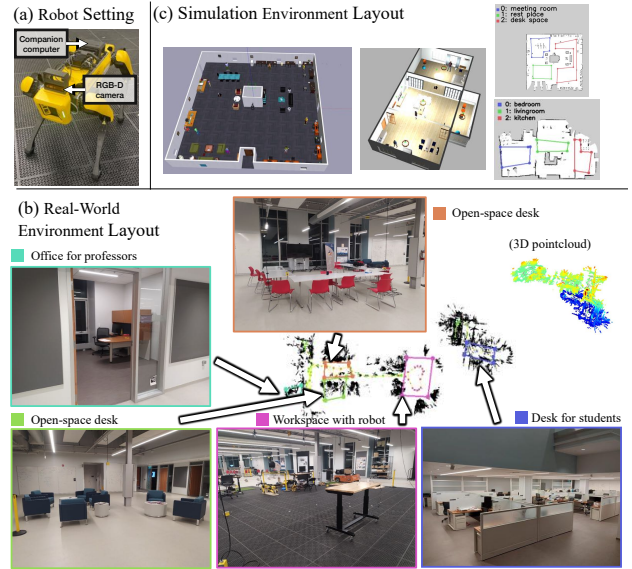 (a) Robot Setting
Companion
computer
RGB-D
camera
(c) Simulation Environment Layout
0: meeting room
1: rest place
2: desk space
0: bedroom
1: livingroom
2: kitchen
(b) Real-World
Environment Layout
Office for professors
Open-space desk
(3D pointcloud)
Open-space desk
Workspace with robot
Desk for students